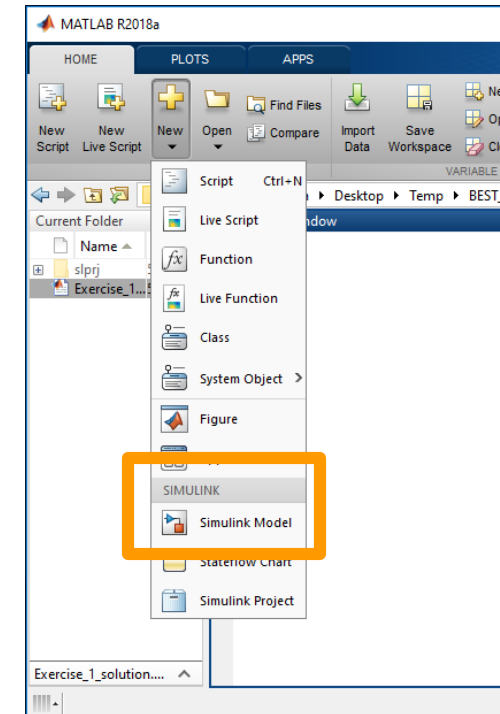 MATLAB R2018a
HOME PLOTS APPS
Find Files
New Script
New Live Script
New
Open
Compare
Import Data
Save Workspace
VARIABLE
Desktop Temp BEST_
Current Folder
Name
slprj
Exercise_1...
Script Ctrl+N
Live Script
fx Function
fx Live Function
Class
System Object
Figure
SIMULINK
Simulink Model
Stateflow Chart
Simulink Project
Exercise_1_solution....